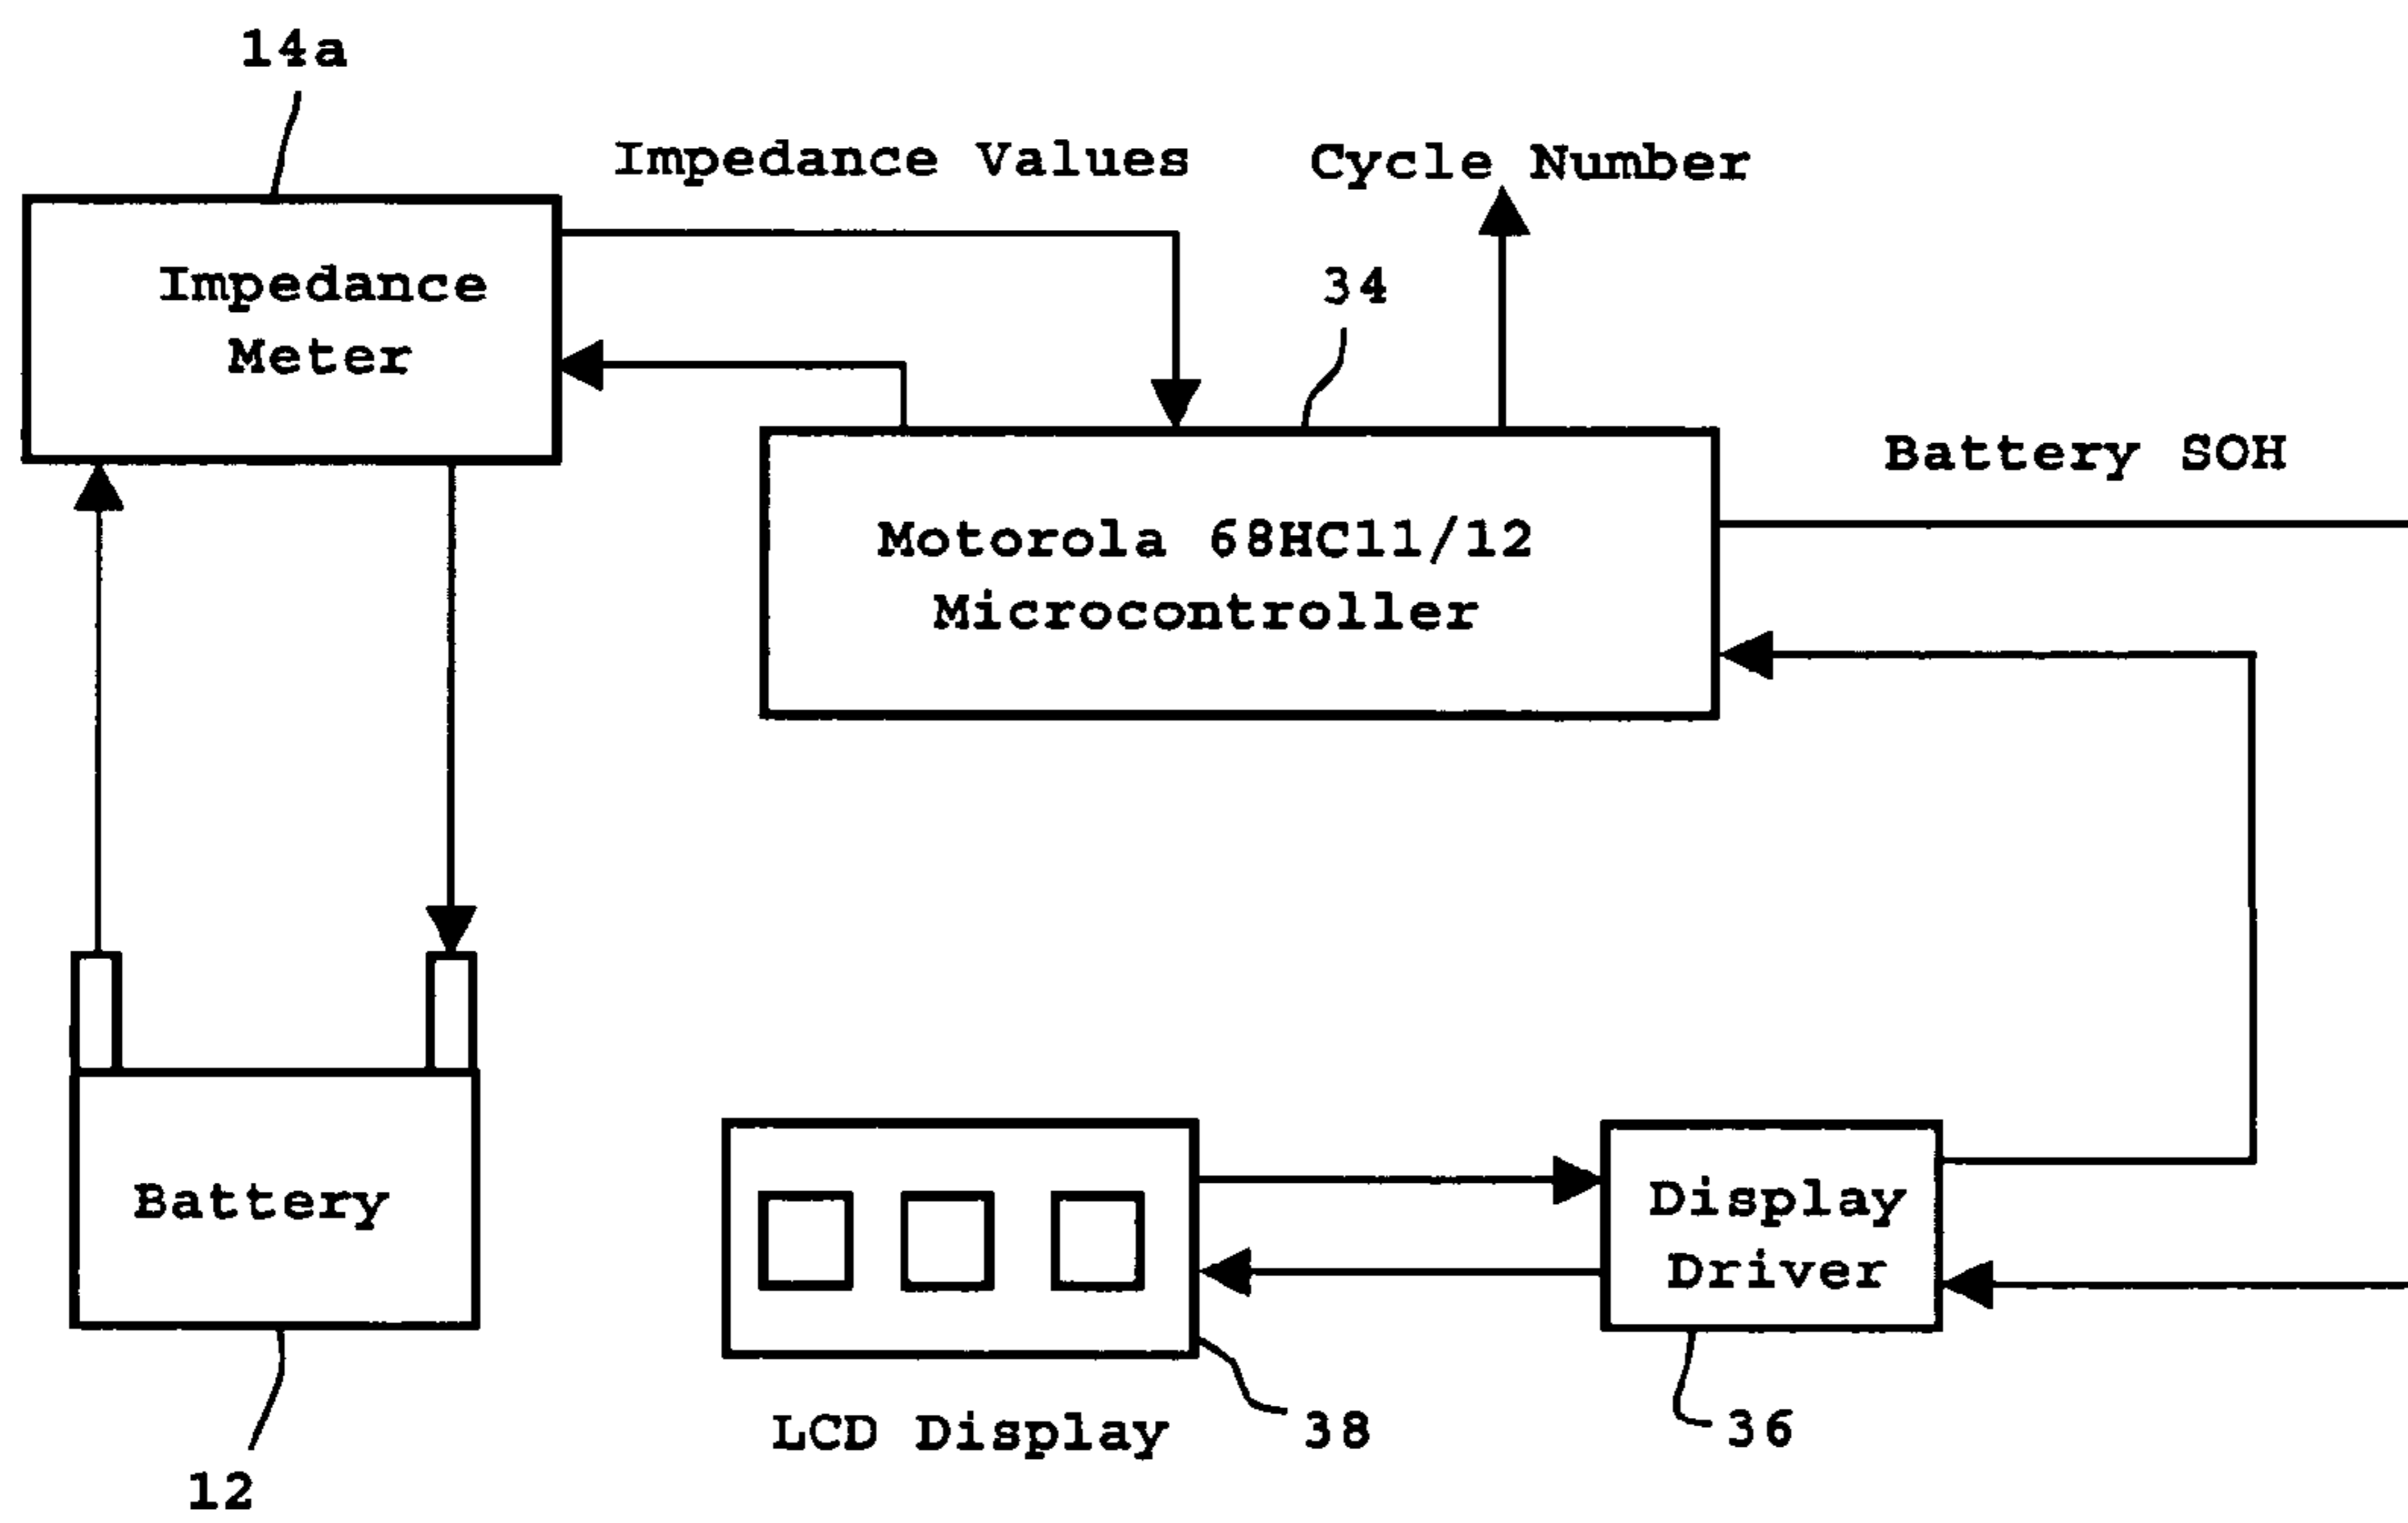 14a
Impedance Values
Cycle Number
Impedance
Meter
34
Battery SOH
Motorola 68HC11/12
Microcontroller
Battery
Display
Driver
LCD Display
38
36
12